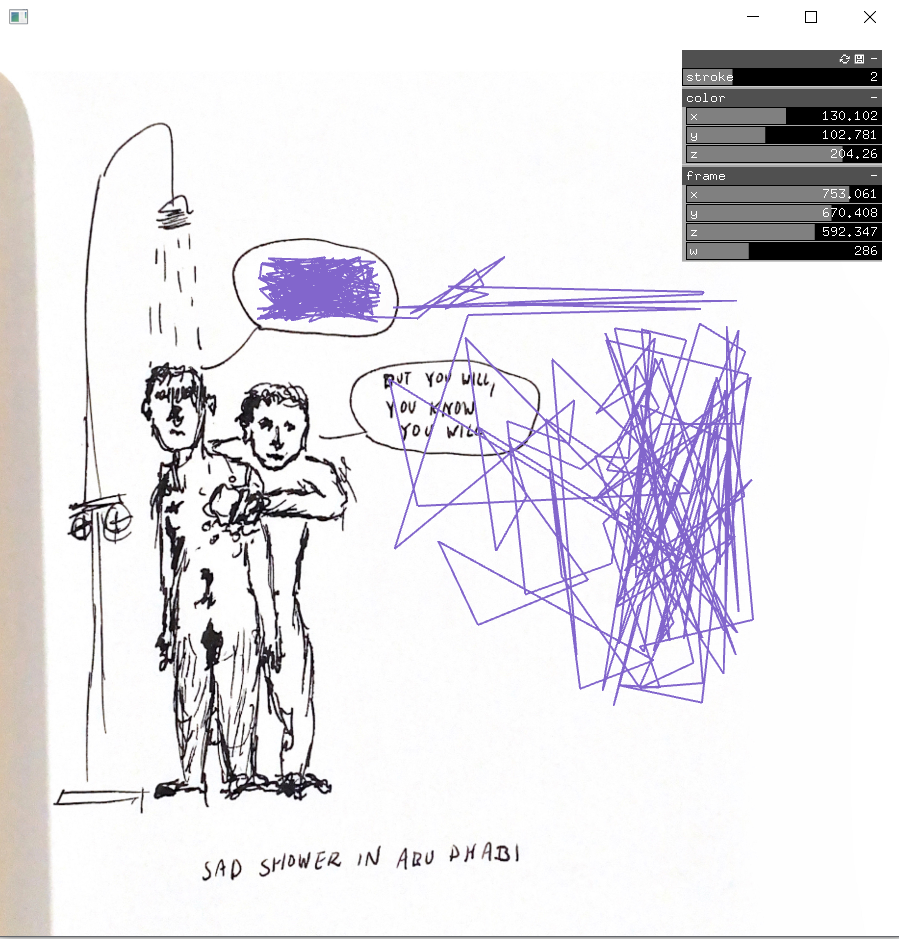 stroke 2
color
x 130.102
y 102.781
z 204.26
frame
x 753.061
y 670.408
z 592.347
w 286
BUT YOU WILL,
YOU KNOW
YOU WILL
SAD SHOWER IN ABU DHABI